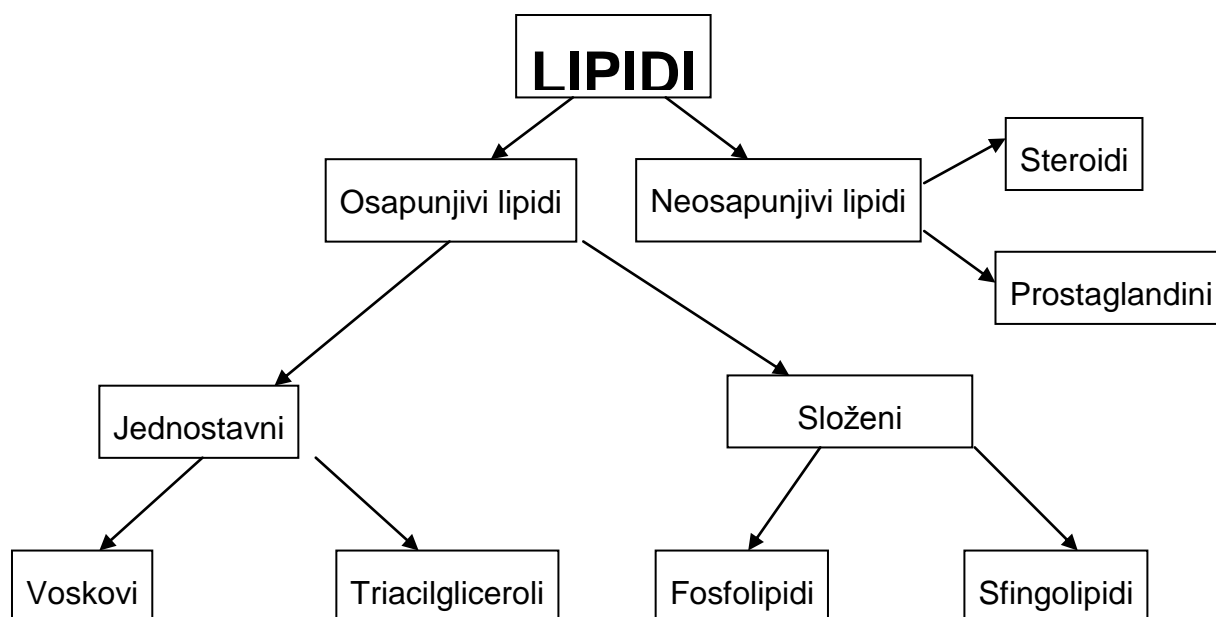 LIPIDI
Steroidi
Osapunjivi lipidi
Neosapunjivi lipidi
Prostaglandini
Jednostavni
Složeni
Voskovi
Triacilgliceroli
Fosfolipidi
Sfingolipidi